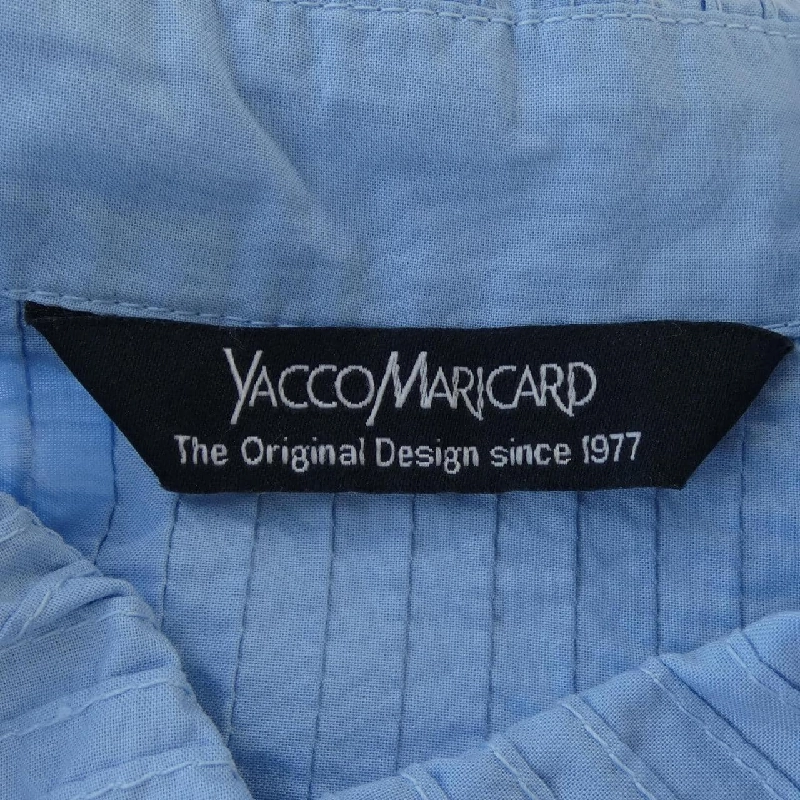 YACCOMARICARD
The Original Design since 1977